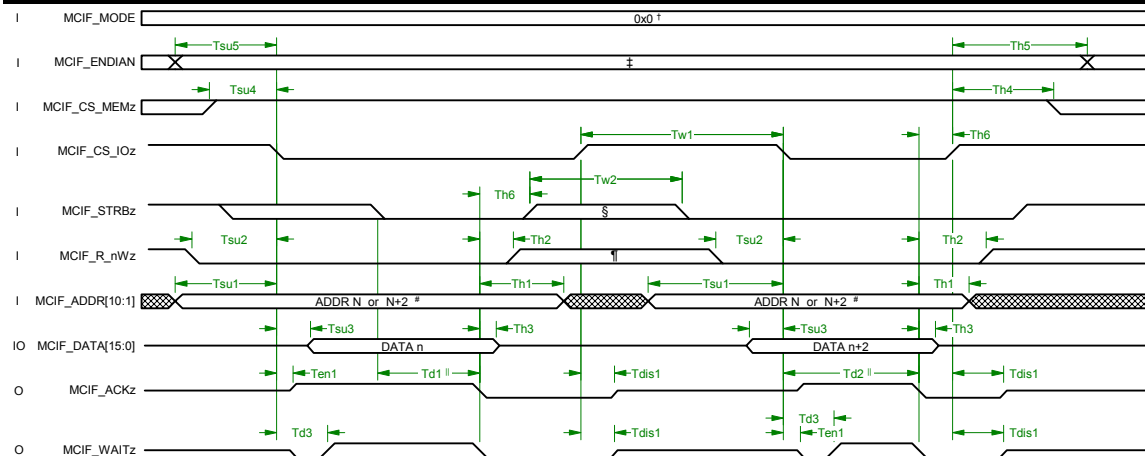 I MCIF_MODE 0x0 †
Tsu5 Th5
I MCIF_ENDIAN ‡
Tsu4 Th4
I MCIF_CS_MEMz
Tw1
I MCIF_CS_IOz Th6
Th6 Tw2
I MCIF_STRBz §
Tsu2 Th2 Tsu2 Th2
I MCIF_R_nWz ¶
Tsu1 Th1 Tsu1 Th1
I MCIF_ADDR[10:1] ADDR N or N+2 # ADDR N or N+2 #
Tsu3 Th3 Tsu3 Th3
IO MCIF_DATA[15:0] DATA n DATA n+2
Ten1 Td1 || Tdis1 Td2 || Tdis1
O MCIF_ACKz
Td3
Td3 Tdis1 Ten1 Tdis1
O MCIF_WAITz